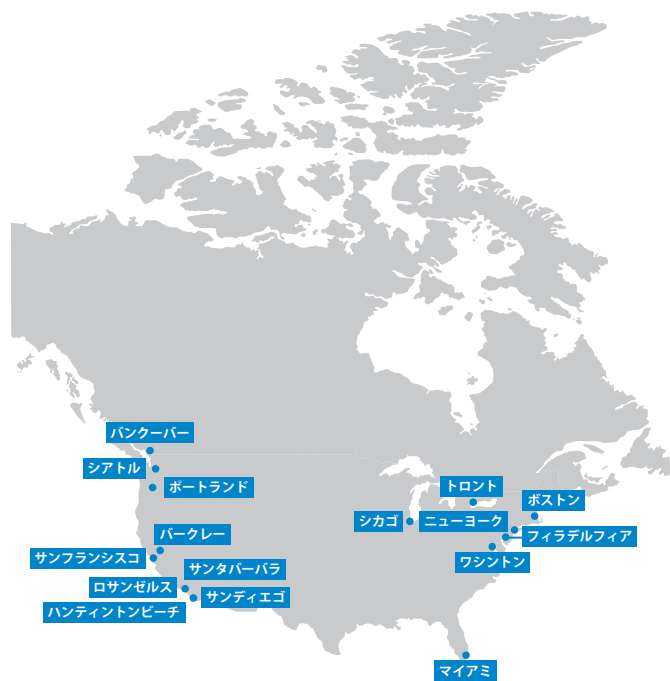 バンクーバー
シアトル
ポートランド
トロント
ボストン
シカゴ
ニューヨーク
フィラデルフィア
バークレー
サンフランシスコ
ワシントン
サンタバーバラ
ロサンゼルス
サンディエゴ
ハンティントンビーチ
マイアミ